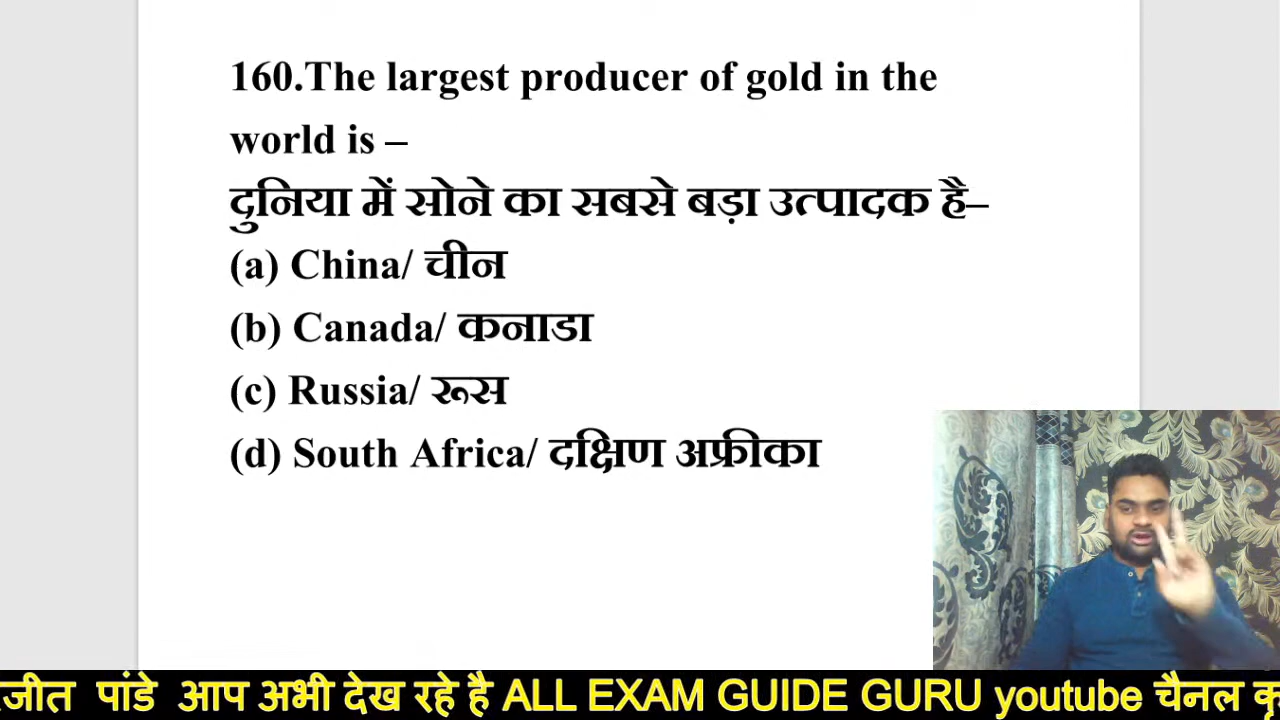 160.The largest producer of gold in the
world is –
दुनिया में सोने का सबसे बड़ा उत्पादक है–
(a) China/ चीन
(b) Canada/ कनाडा
(c) Russia/ रूस
(d) South Africa/ दक्षिण अफ्रीका
पांडे आप अभी देख रहे है ALL EXAM GUIDE GURU youtube चैनल